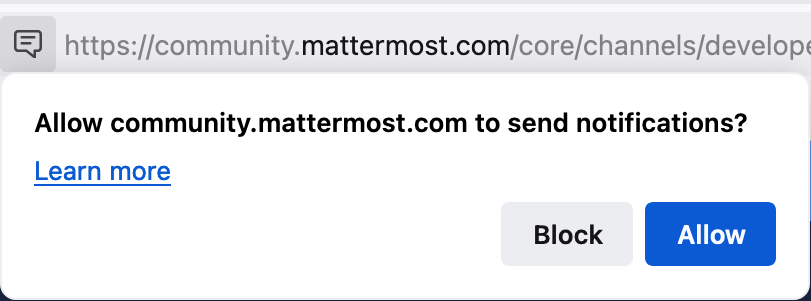 https://community.mattermost.com/core/channels/develope
Allow community.mattermost.com to send notifications?
Learn more
Block
Allow